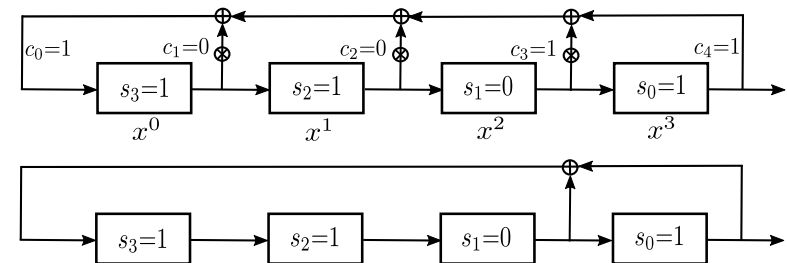 c₀=1 c₁=0 c₂=0 c₃=1 c₄=1
s₃=1 s₂=1 s₁=0 s₀=1
x⁰ x¹ x² x³
s₃=1 s₂=1 s₁=0 s₀=1